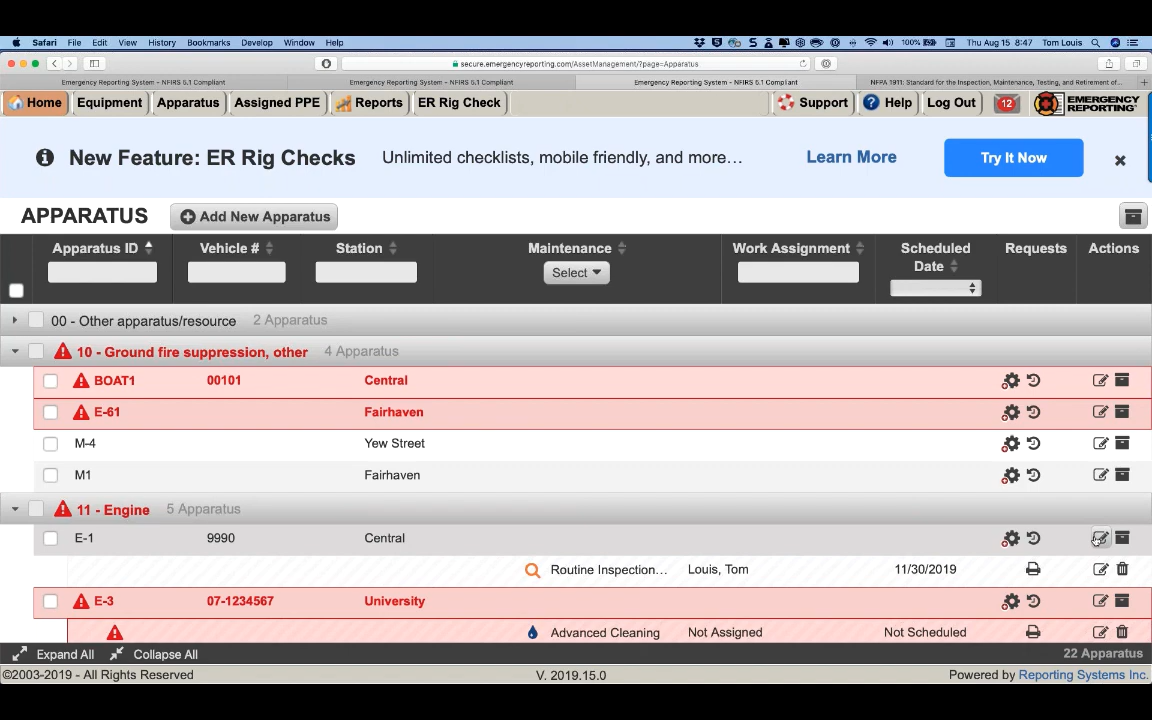 Safari File Edit View History Bookmarks Develop Window Help 100% Thu Aug 15 8:47 Tom Louis
secure.emergencyreporting.com/AssetManagement/?page=Apparatus
Emergency Reporting System - NFIRS 5.1 Compliant Emergency Reporting System - NFIRS 5.1 Compliant Emergency Reporting System - NFIRS 5.1 Compliant NFPA 1911: Standard for the Inspection, Maintenance, Testing, and Retirement of...
Home Equipment Apparatus Assigned PPE Reports ER Rig Check Support Help Log Out 12 EMERGENCY REPORTING
New Feature: ER Rig Checks Unlimited checklists, mobile friendly, and more... Learn More Try It Now
APPARATUS Add New Apparatus
Apparatus ID Vehicle # Station Maintenance Work Assignment Scheduled Date Requests Actions
Select
00 - Other apparatus/resource 2 Apparatus
10 - Ground fire suppression, other 4 Apparatus
BOAT1 00101 Central
E-61 Fairhaven
M-4 Yew Street
M1 Fairhaven
11 - Engine 5 Apparatus
E-1 9990 Central
Routine Inspection... Louis, Tom 11/30/2019
E-3 07-1234567 University
Advanced Cleaning Not Assigned Not Scheduled
Expand All Collapse All 22 Apparatus
©2003-2019 - All Rights Reserved V. 2019.15.0 Powered by Reporting Systems Inc.